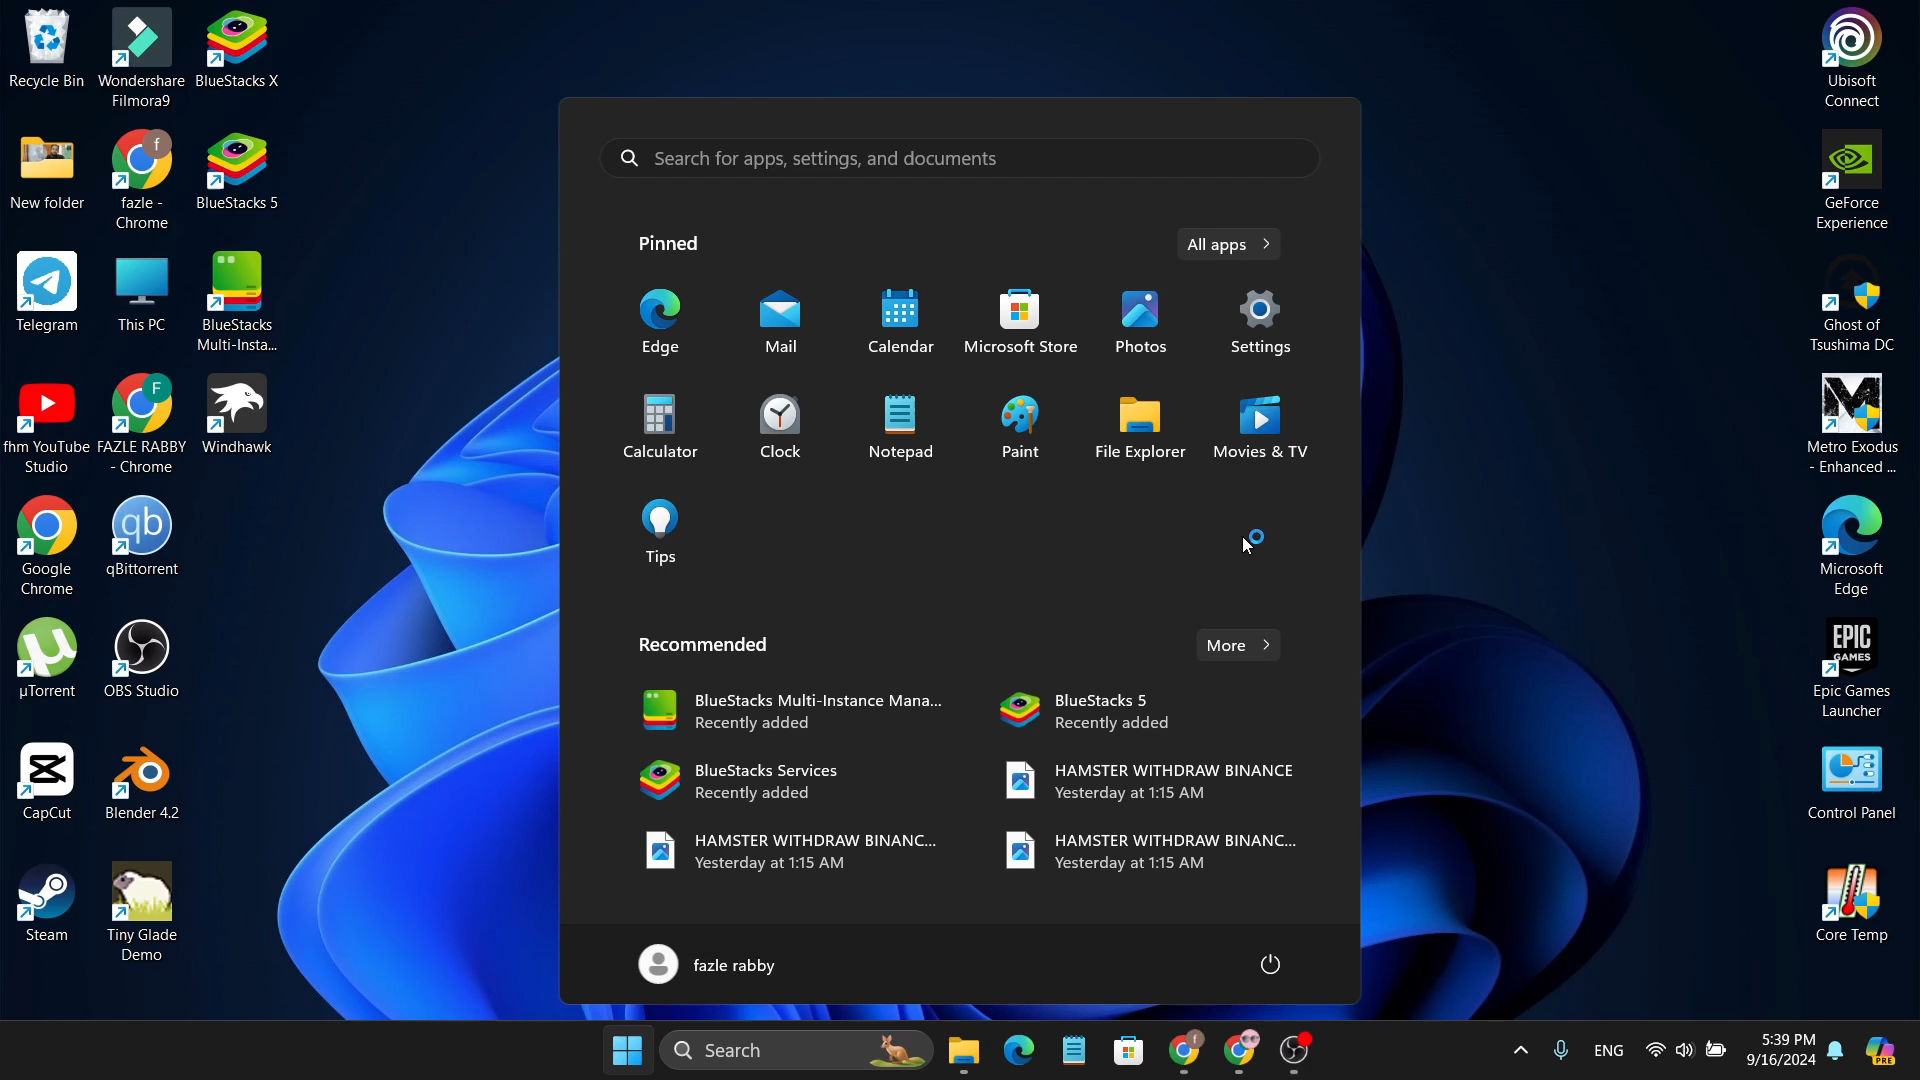 Recycle Bin
Wondershare
Filmora9
BlueStacks X
New folder
f
fazle -
Chrome
BlueStacks 5
Telegram
This PC
BlueStacks
Multi-Insta...
fhm YouTube
Studio
F
FAZLE RABBY
- Chrome
Windhawk
Google
Chrome
qb
qBittorrent
µTorrent
OBS Studio
CapCut
Blender 4.2
Steam
Tiny Glade
Demo
Search for apps, settings, and documents
Pinned
All apps
Edge
Mail
Calendar
Microsoft Store
Photos
Settings
Calculator
Clock
Notepad
Paint
File Explorer
Movies & TV
Tips
Recommended
More
BlueStacks Multi-Instance Mana...
Recently added
BlueStacks 5
Recently added
BlueStacks Services
Recently added
HAMSTER WITHDRAW BINANCE
Yesterday at 1:15 AM
HAMSTER WITHDRAW BINANC...
Yesterday at 1:15 AM
HAMSTER WITHDRAW BINANC...
Yesterday at 1:15 AM
fazle rabby
Ubisoft
Connect
GeForce
Experience
Ghost of
Tsushima DC
Metro Exodus
- Enhanced ...
Microsoft
Edge
EPIC
GAMES
Epic Games
Launcher
Control Panel
Core Temp
Search
f
ENG
5:39 PM
9/16/2024
PRE